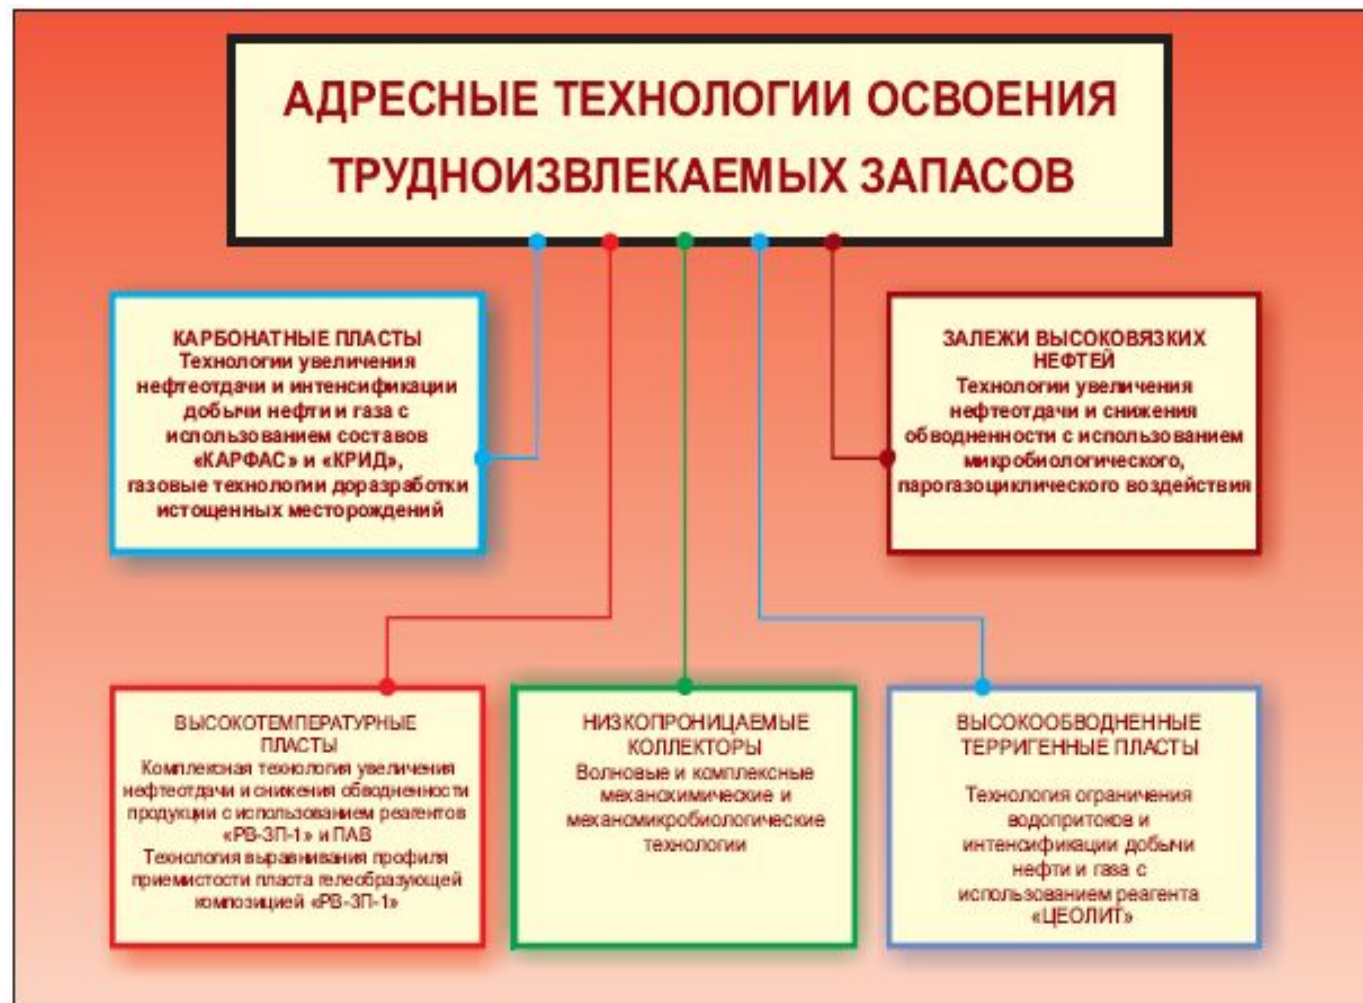 АДРЕСНЫЕ ТЕХНОЛОГИИ ОСВОЕНИЯ
ТРУДНОИЗВЛЕКАЕМЫХ ЗАПАСОВ
КАРБОНАТНЫЕ ПЛАСТЫ
Технологии увеличения
нефтеотдачи и интенсификации
добычи нефти и газа с
использованием составов
«КАРФАС» и «КРИД»,
газовые технологии доразработки
истощенных месторождений
ЗАЛЕЖИ ВЫСОКОВЯЗКИХ
НЕФТЕЙ
Технологии увеличения
нефтеотдачи и снижения
обводненности с использованием
микробиологического,
парогазоциклического воздействия
ВЫСОКОТЕМПЕРАТУРНЫЕ
ПЛАСТЫ
Комплексная технология увеличения
нефтеотдачи и снижения обводненности
продукции с использованием реагентов
«РВ-ЗП-1» и ПАВ
Технология выравнивания профиля
приемистости пласта гелеобразующей
композицией «РВ-ЗП-1»
НИЗКОПРОНИЦАЕМЫЕ
КОЛЛЕКТОРЫ
Волновые и комплексные
механохимические и
механомикробиологические
технологии
ВЫСОКООБВОДНЕННЫЕ
ТЕРРИГЕННЫЕ ПЛАСТЫ
Технология ограничения
водопритоков и
интенсификации добычи
нефти и газа с
использованием реагента
«ЦЕОЛИТ»